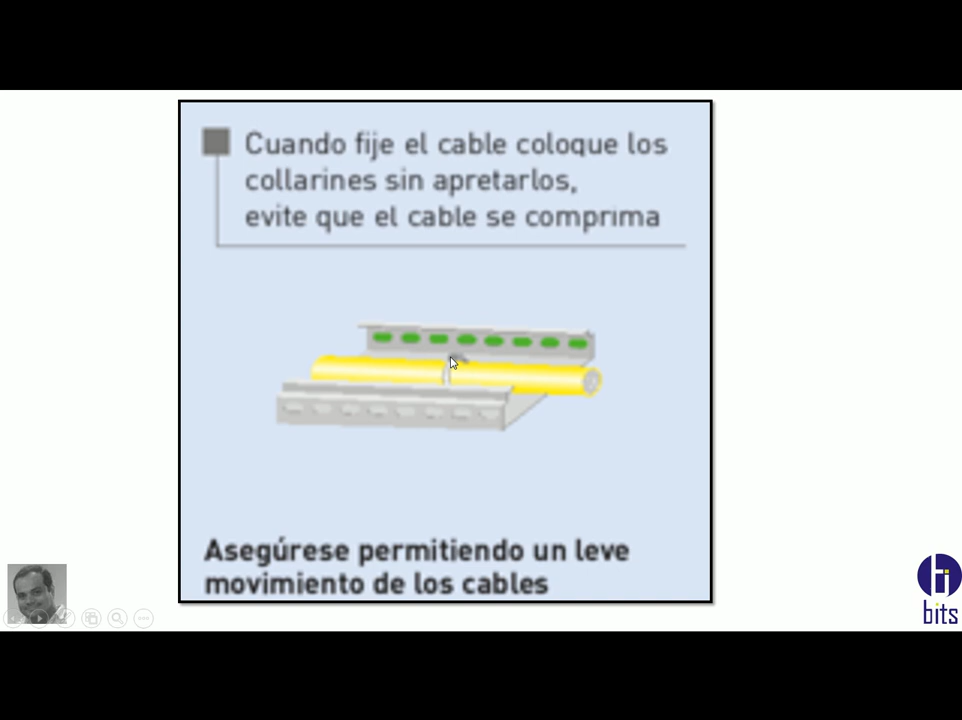 Cuando fije el cable coloque los
collarines sin apretarlos,
evite que el cable se comprima
Asegúrese permitiendo un leve
movimiento de los cables
bits